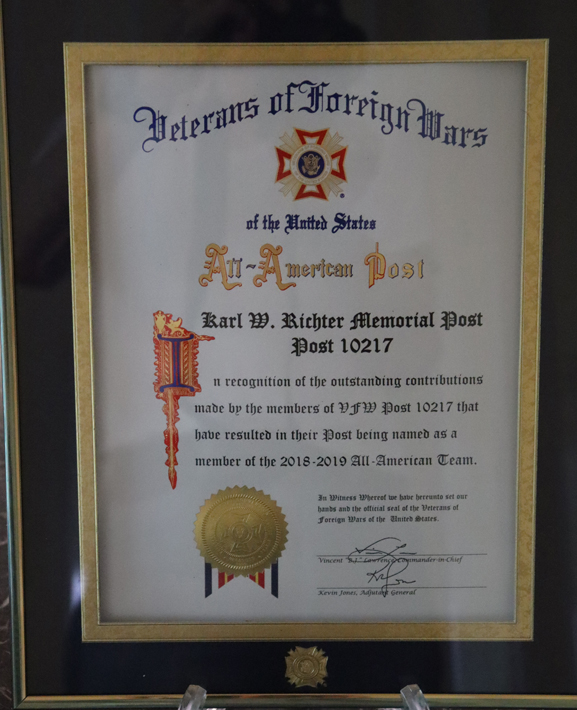 Veterans of Foreign Wars
of the United States
All-American Post
Karl W. Richter Memorial Post
Post 10217
In recognition of the outstanding contributions
made by the members of VFW Post 10217 that
have resulted in their Post being named as a
member of the 2018-2019 All-American Team.
In Witness Whereof we have hereunto set our
hands and the official seal of the Veterans of
Foreign Wars of the United States.
Vincent "B.J." Lawrence, Commander-in-Chief
Kevin Jones, Adjutant General